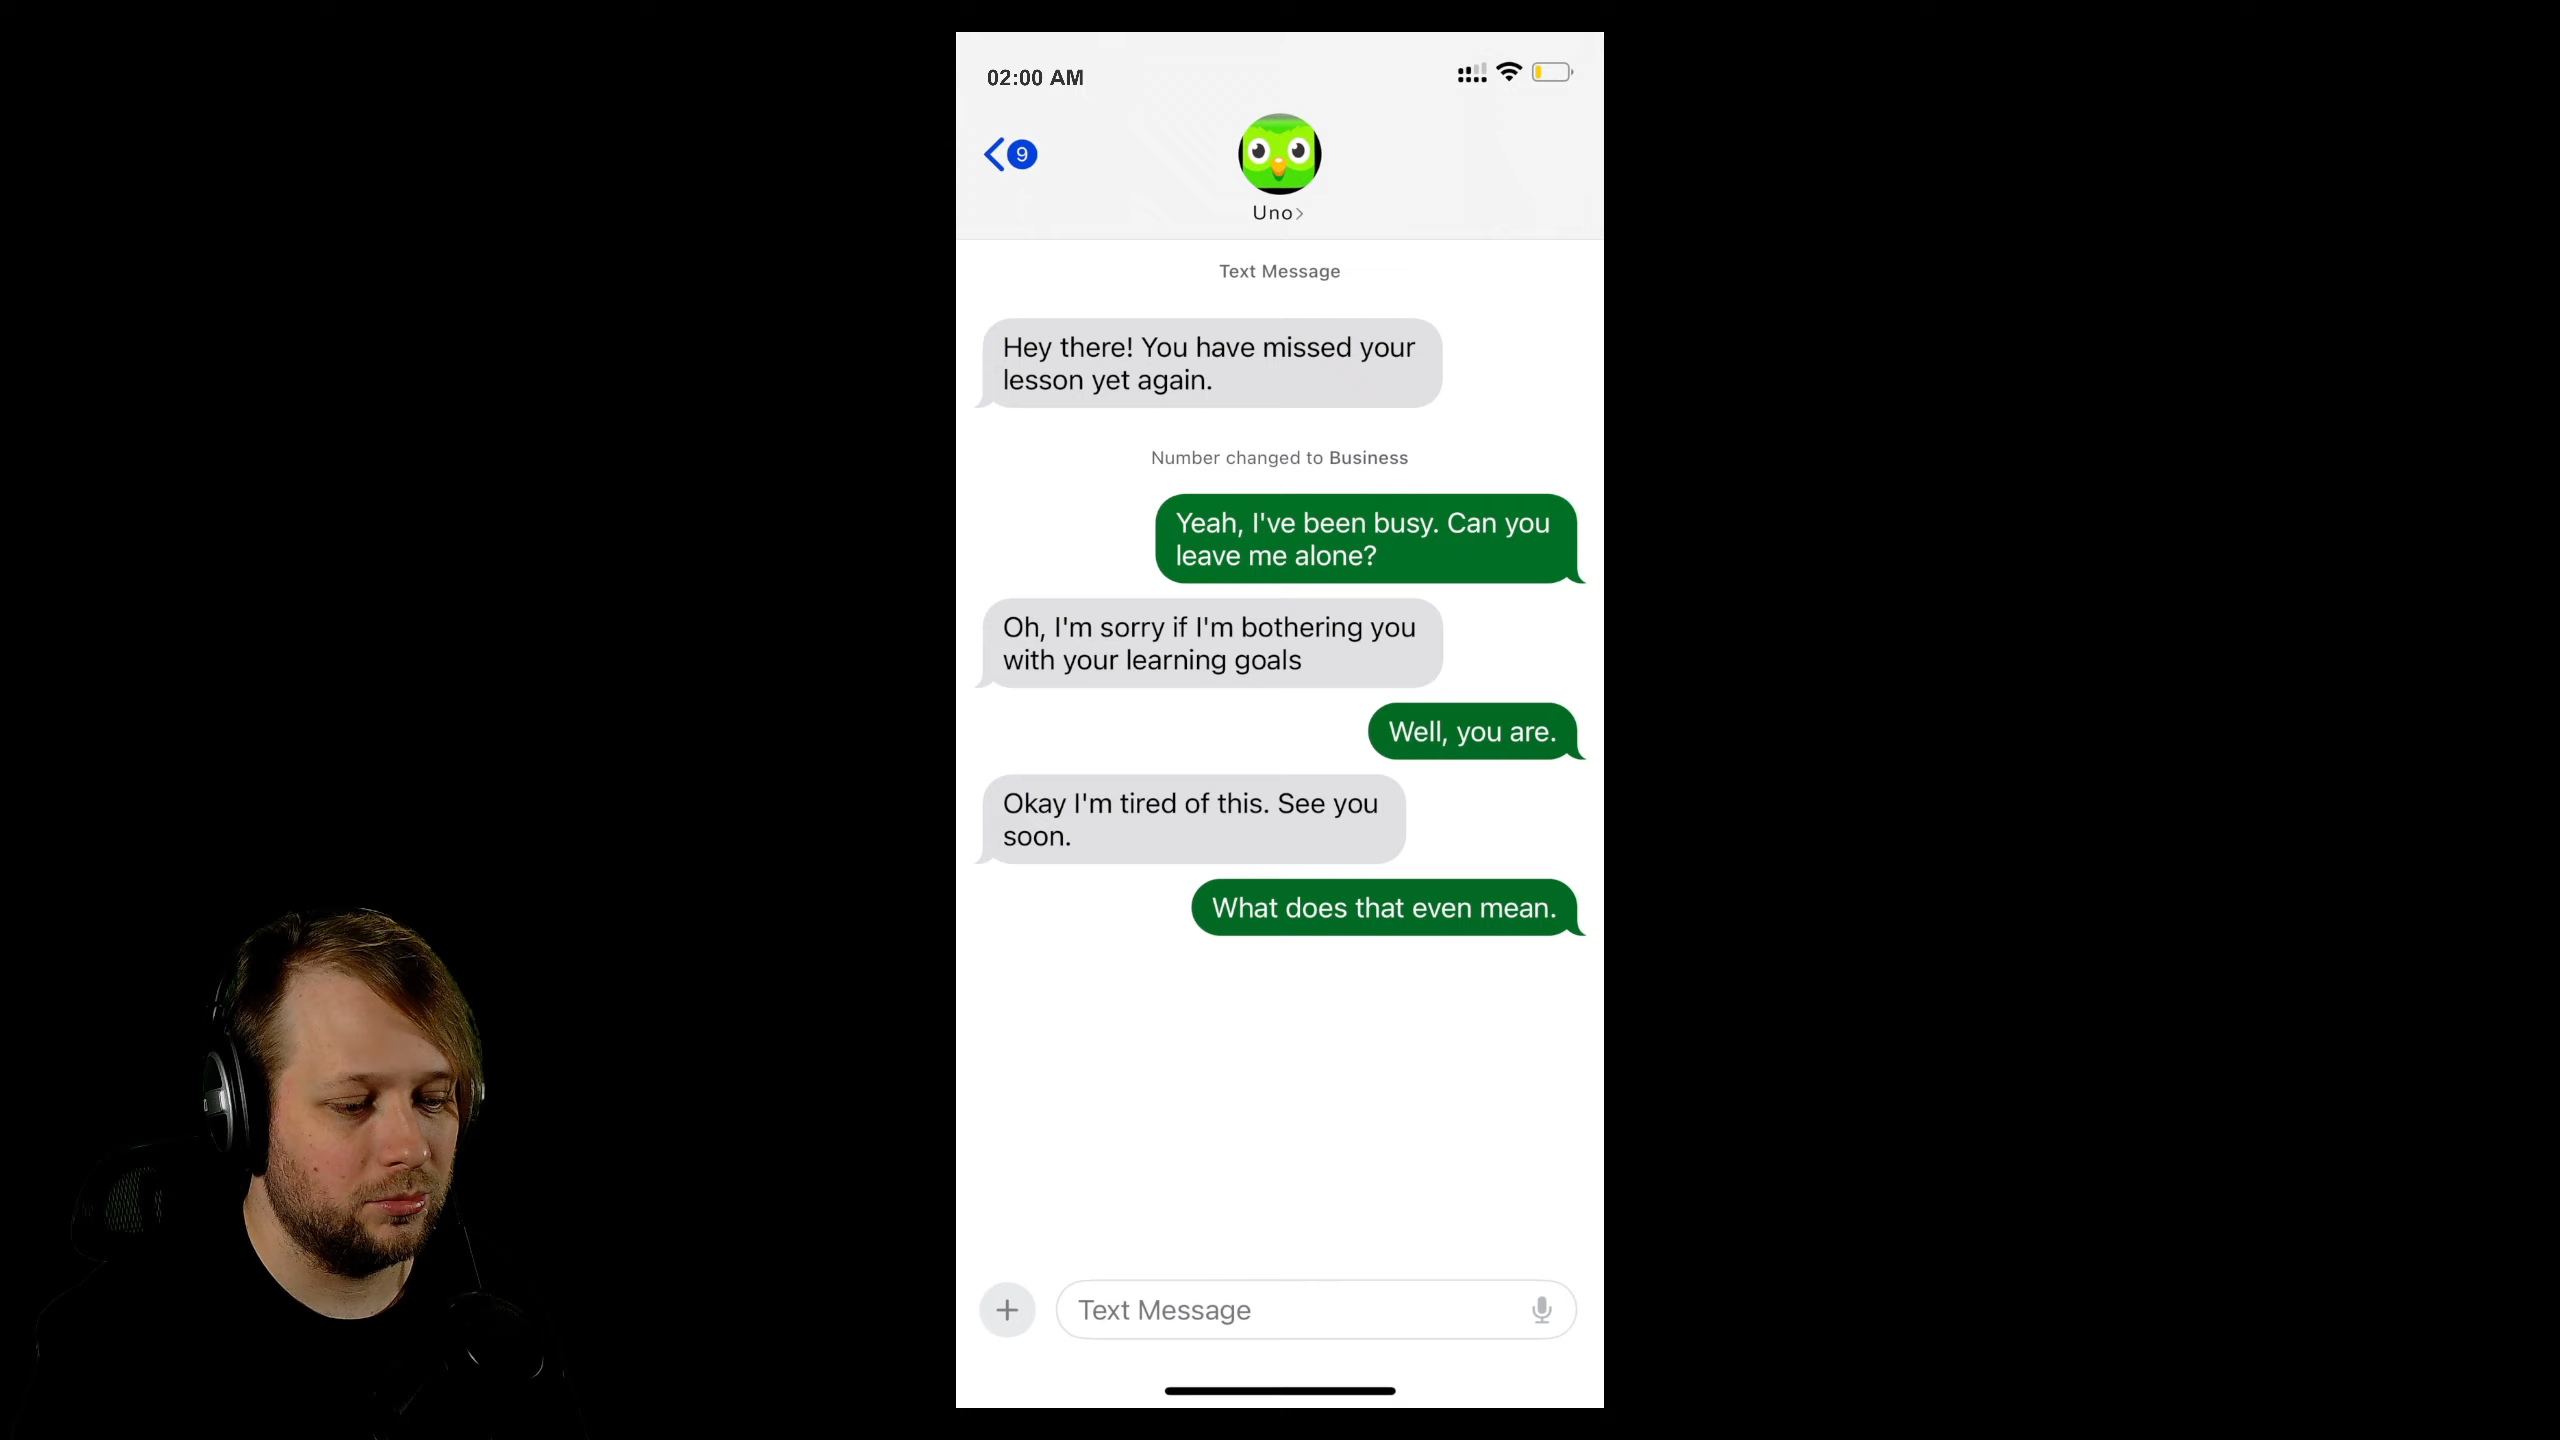 02:00 AM
9
Uno
Text Message
Hey there! You have missed your
lesson yet again.
Number changed to Business
Yeah, I've been busy. Can you
leave me alone?
Oh, I'm sorry if I'm bothering you
with your learning goals
Well, you are.
Okay I'm tired of this. See you
soon.
What does that even mean.
Text Message